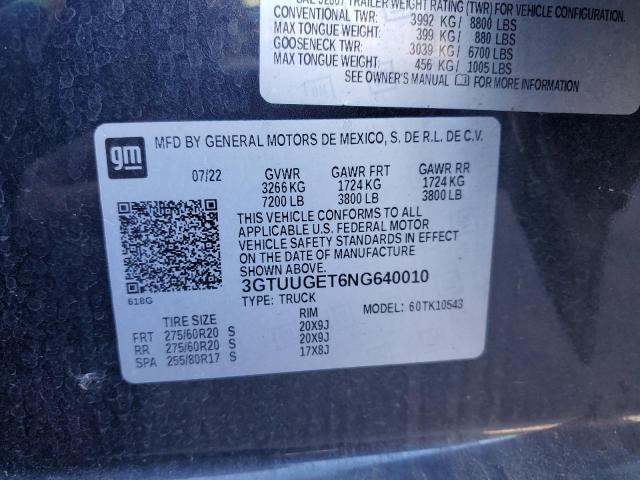 SAE J2807 TRAILER WEIGHT RATING (TWR) FOR VEHICLE CONFIGURATION.
CONVENTIONAL TWR: 3992 KG / 8800 LBS
MAX TONGUE WEIGHT: 399 KG / 880 LBS
GOOSENECK TWR: 3039 KG / 6700 LBS
MAX TONGUE WEIGHT: 456 KG / 1005 LBS
SEE OWNER'S MANUAL FOR MORE INFORMATION
gm
MFD BY GENERAL MOTORS DE MEXICO, S. DE R.L. DE C.V.
07/22 GVWR GAWR FRT GAWR RR
3266 KG 1724 KG 1724 KG
7200 LB 3800 LB 3800 LB
THIS VEHICLE CONFORMS TO ALL
APPLICABLE U.S. FEDERAL MOTOR
VEHICLE SAFETY STANDARDS IN EFFECT
ON THE DATE OF MANUFACTURE
SHOWN ABOVE.
3GTUUGET6NG640010
618G
TYPE: TRUCK MODEL: 60TK10543
TIRE SIZE RIM
FRT 275/60R20 S 20X9J
RR 275/60R20 S 20X9J
SPA 255/80R17 S 17X8J